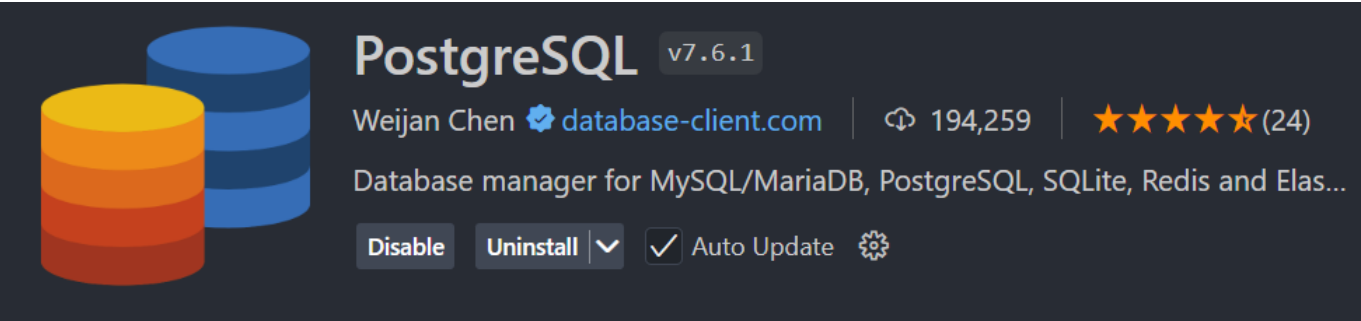 PostgreSQL v7.6.1
Weijan Chen database-client.com 194,259 (24)
Database manager for MySQL/MariaDB, PostgreSQL, SQLite, Redis and Elas...
Disable Uninstall Auto Update